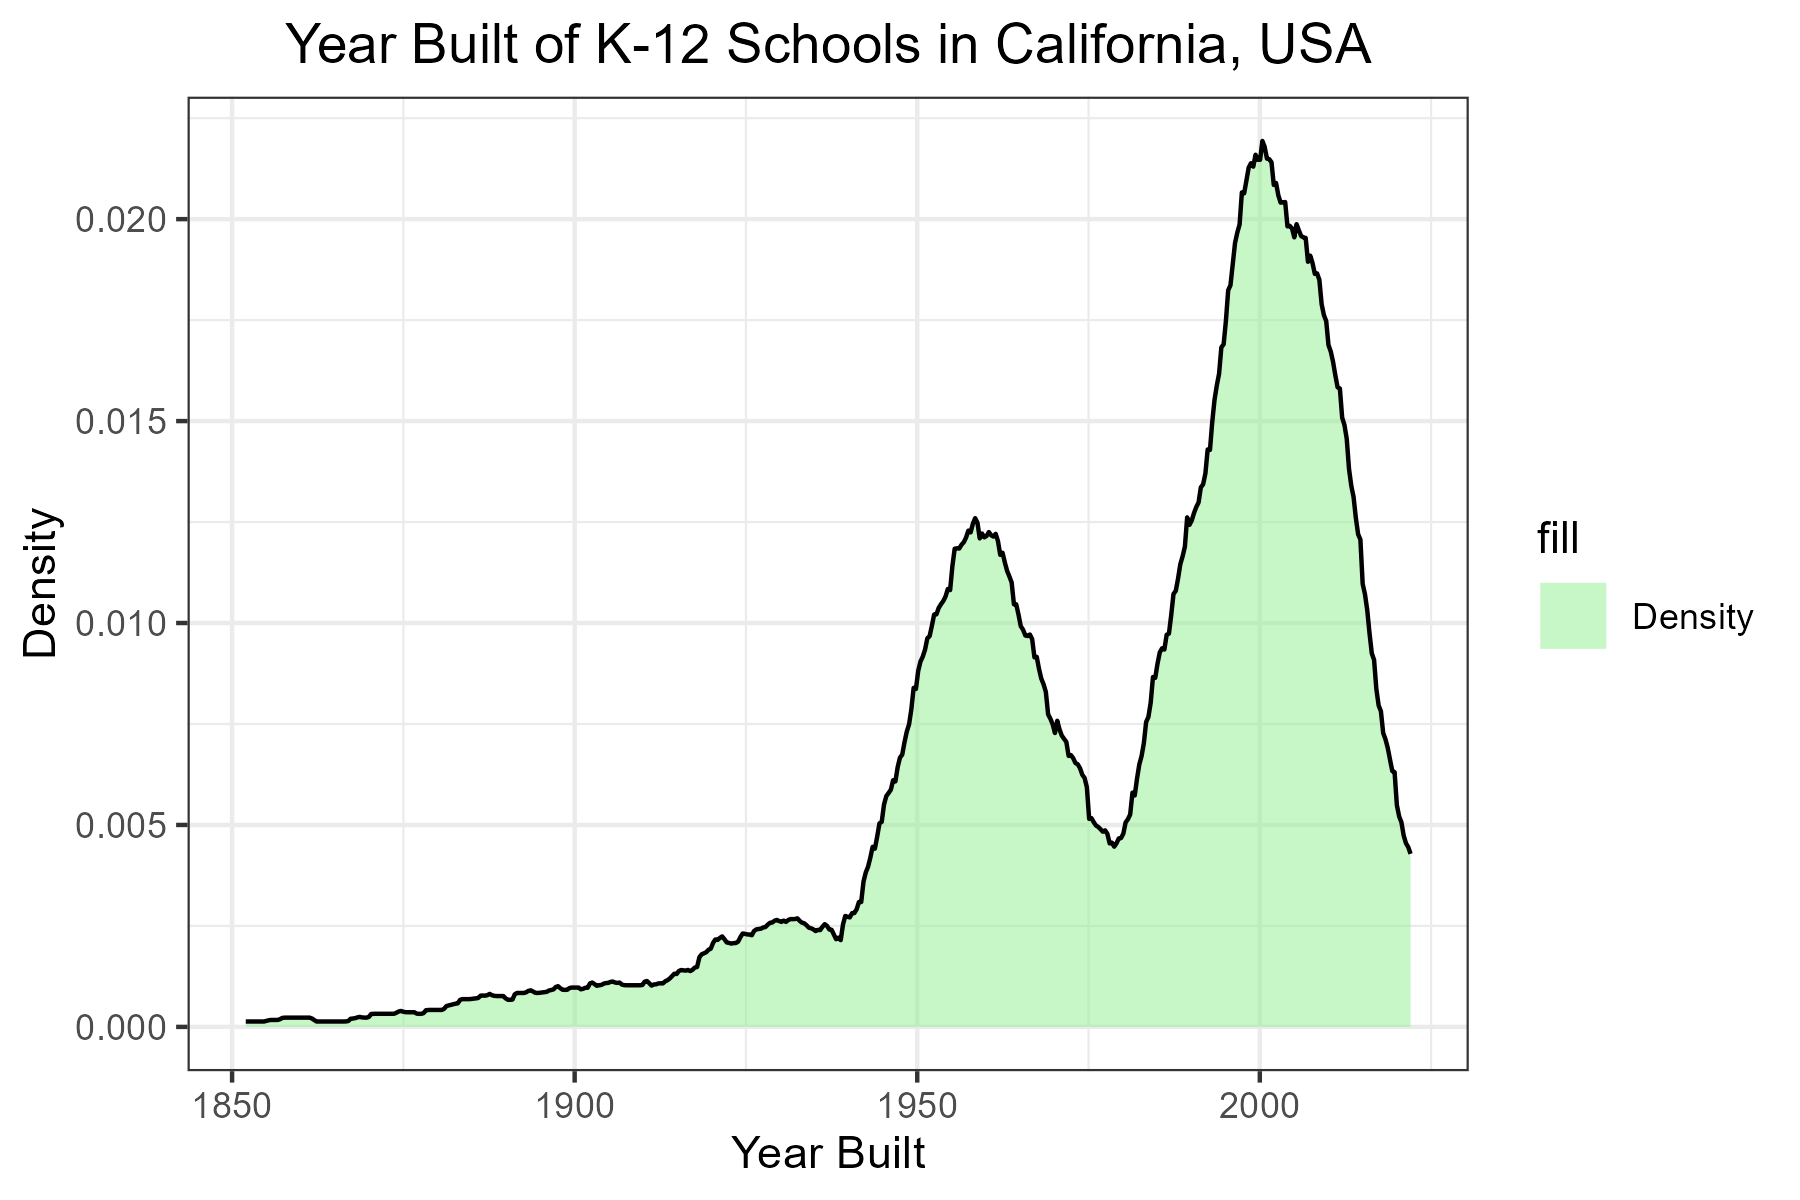 Year Built of K-12 Schools in California, USA
Density
0.020
0.015
0.010
0.005
0.000
1850 1900 1950 2000
Year Built
fill
Density